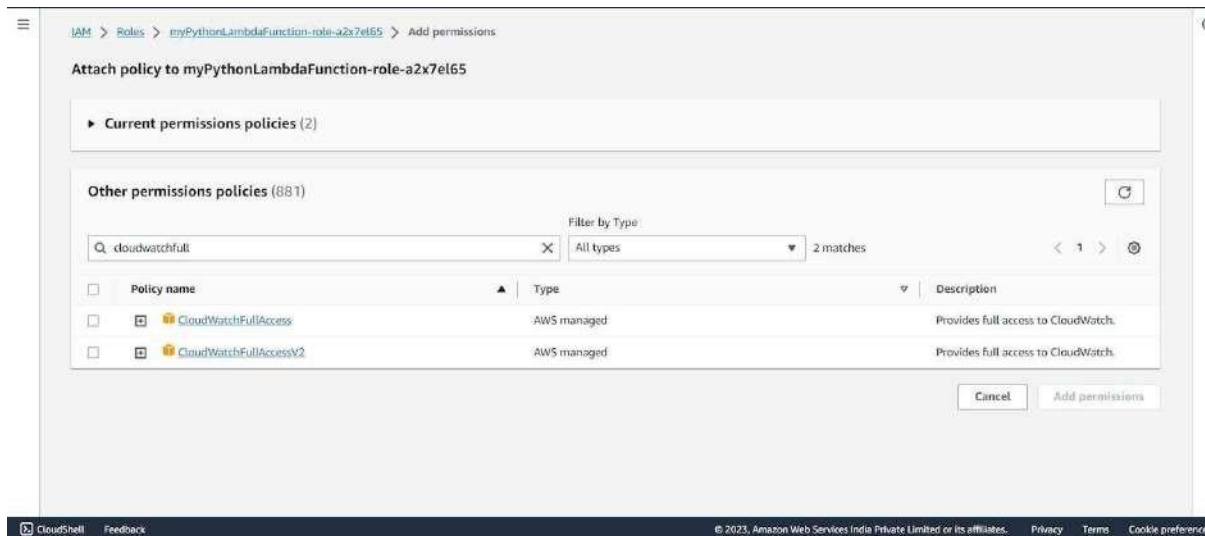 IAM > Roles > myPythonLambdaFunction-role-a2x7el65 > Add permissions
Attach policy to myPythonLambdaFunction-role-a2x7el65
Current permissions policies (2)
Other permissions policies (881)
Filter by Type
cloudwatchfull
All types
2 matches
1
Policy name
Type
Description
CloudWatchFullAccess
AWS managed
Provides full access to CloudWatch.
CloudWatchFullAccessV2
AWS managed
Provides full access to CloudWatch.
Cancel
Add permissions
CloudShell Feedback
© 2023, Amazon Web Services India Private Limited or its affiliates. Privacy Terms Cookie preference